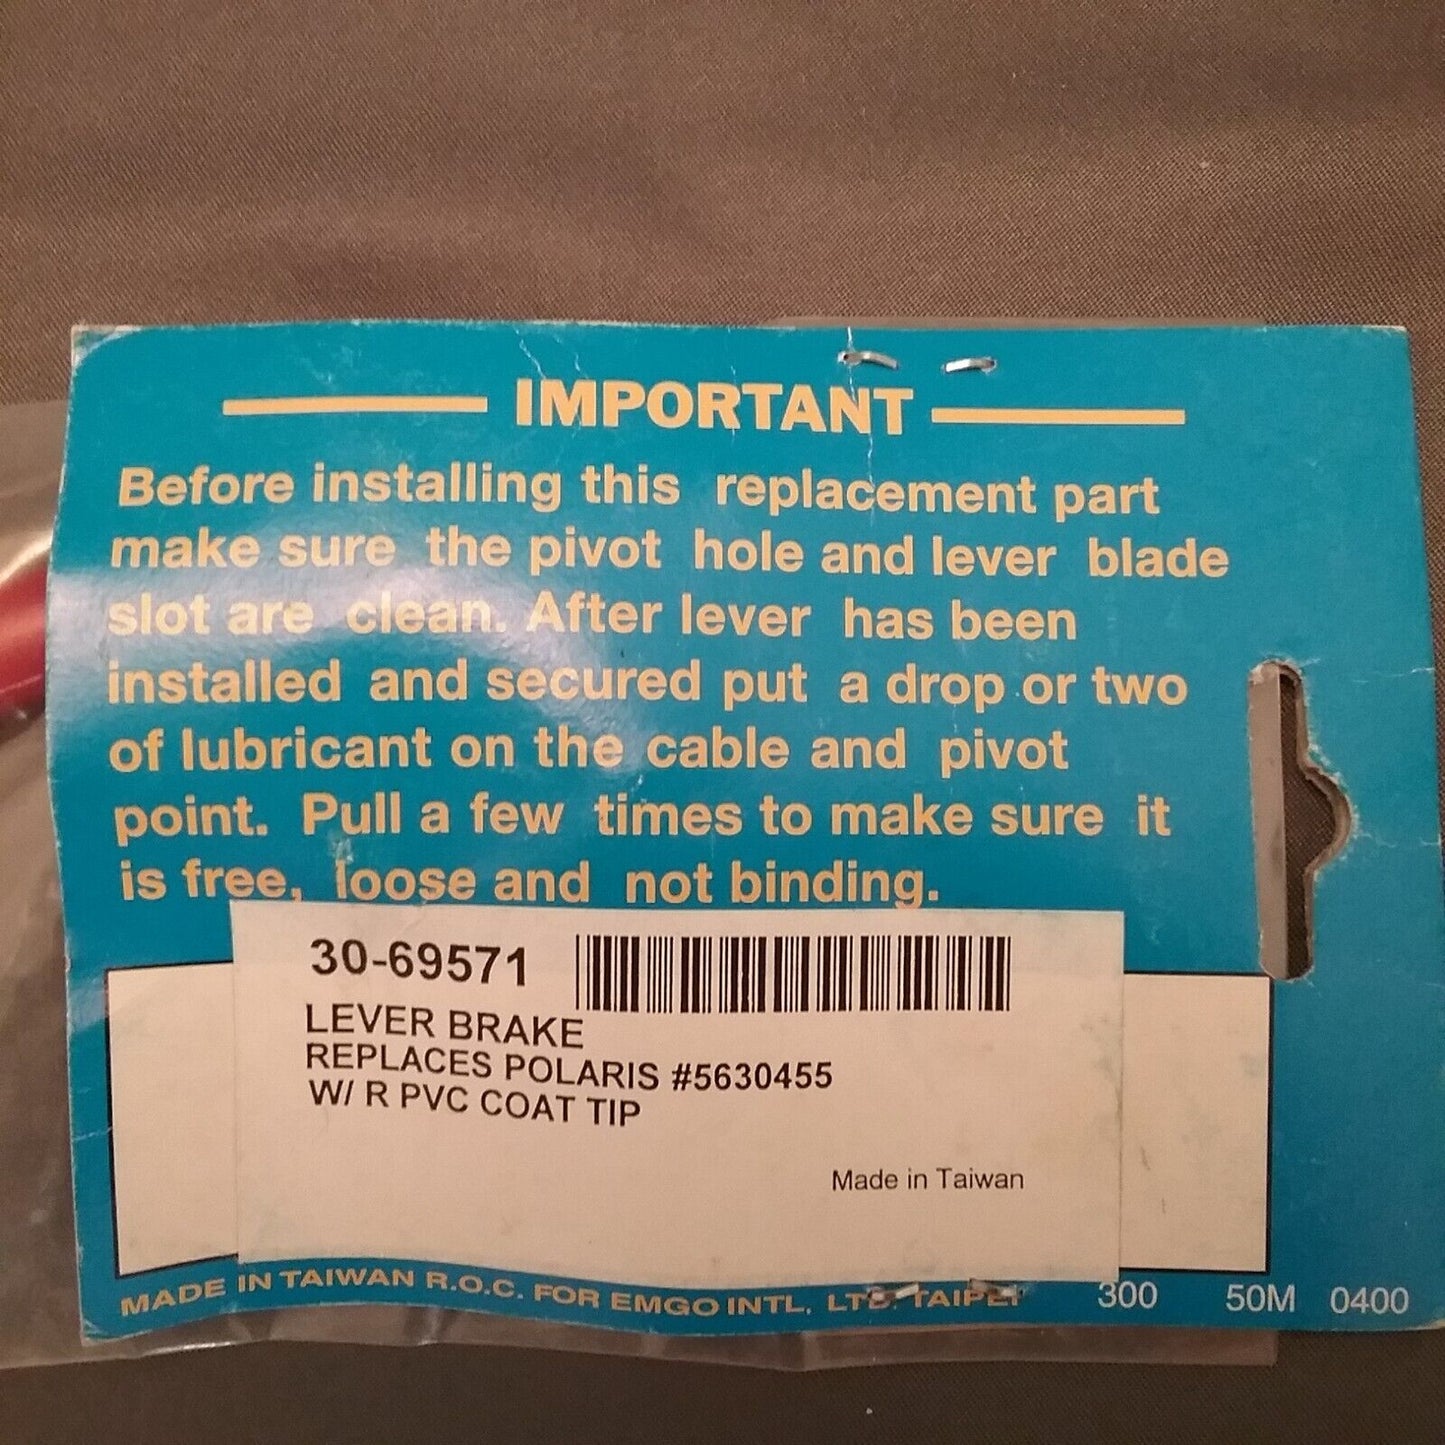 IMPORTANT
Before installing this replacement part
make sure the pivot hole and lever blade
slot are clean. After lever has been
installed and secured put a drop or two
of lubricant on the cable and pivot
point. Pull a few times to make sure it
is free, loose and not binding.
30-69571
LEVER BRAKE
REPLACES POLARIS #5630455
W/ R PVC COAT TIP
Made in Taiwan
MADE IN TAIWAN R.O.C. FOR EMGO INTL. LTD. TAIPEI 300 50M 0400